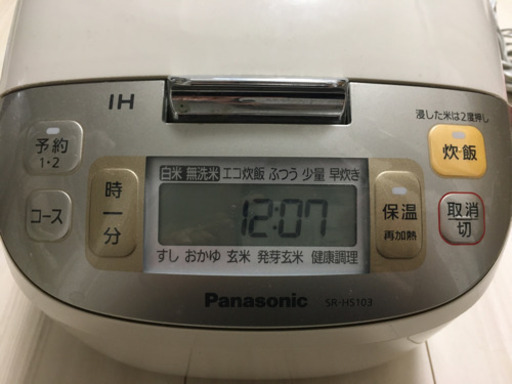 IH
浸した米は2度押し
予約
1・2
炊飯
時
ー
分
白米 無洗米 エコ炊飯 ふつう 少量 早炊き
12:07
コース
保温
再加熱
取消
切
すし おかゆ 玄米 発芽玄米 健康調理
Panasonic
SR-HS103